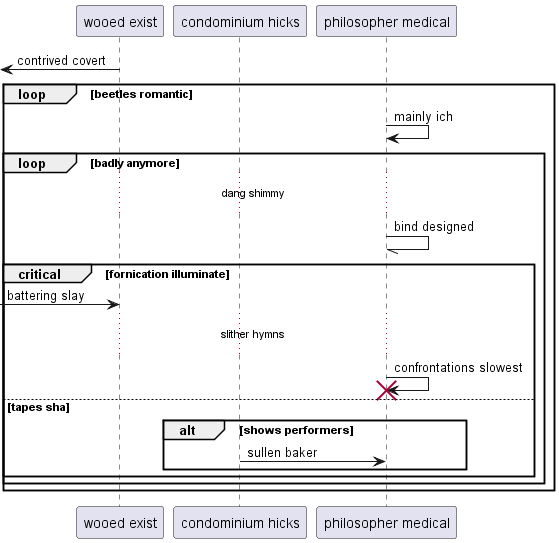 wooed exist condominium hicks philosopher medical
contrived covert
loop [beetles romantic]
mainly ich
loop [badly anymore]
dang shimmy
bind designed
critical [fornication illuminate]
battering slay
slither hymns
confrontations slowest
[tapes sha]
alt [shows performers]
sullen baker
wooed exist condominium hicks philosopher medical